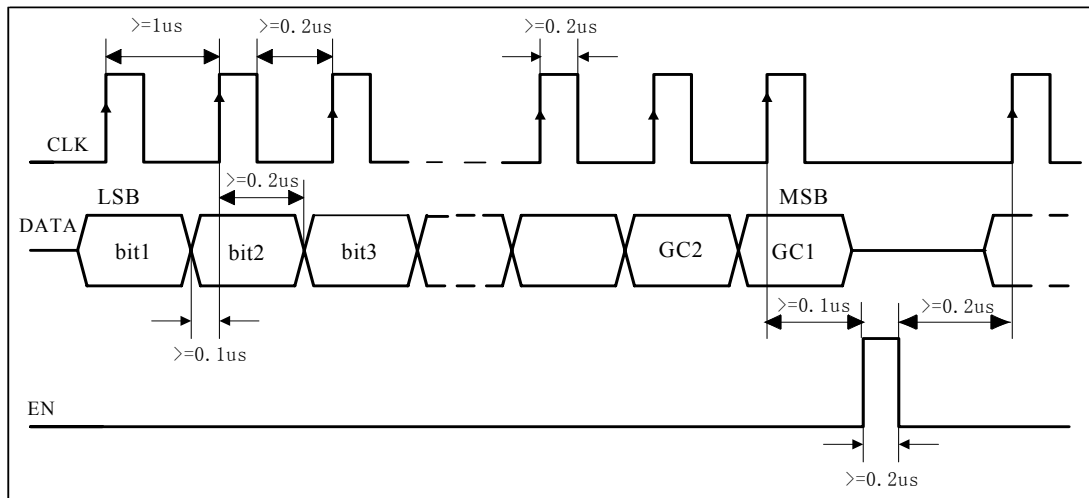 >=1us
>=0.2us
>=0.2us
CLK
>=0.2us
LSB
MSB
DATA
bit1
bit2
bit3
GC2
GC1
>=0.1us
>=0.2us
>=0.1us
EN
>=0.2us